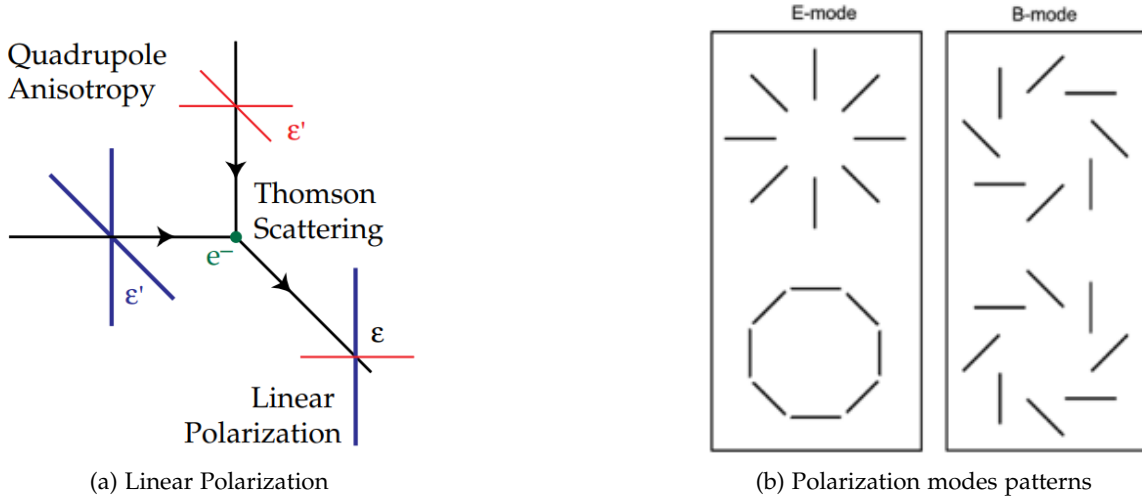 Quadrupole
Anisotropy
ε'
Thomson
Scattering
e–
ε'
ε
Linear
Polarization
(a) Linear Polarization
E-mode
B-mode
(b) Polarization modes patterns